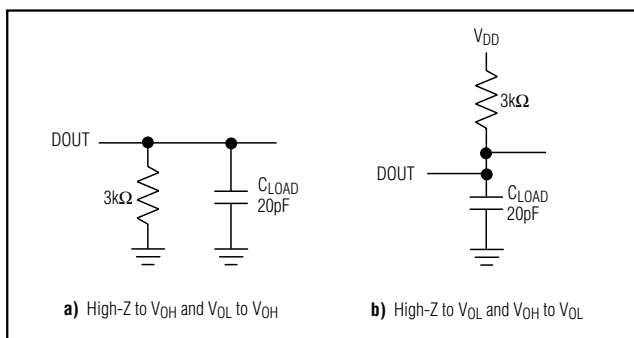 DOUT
3kΩ
CLOAD
20pF
a) High-Z to VOH and VOL to VOH
VDD
3kΩ
DOUT
CLOAD
20pF
b) High-Z to VOL and VOH to VOL